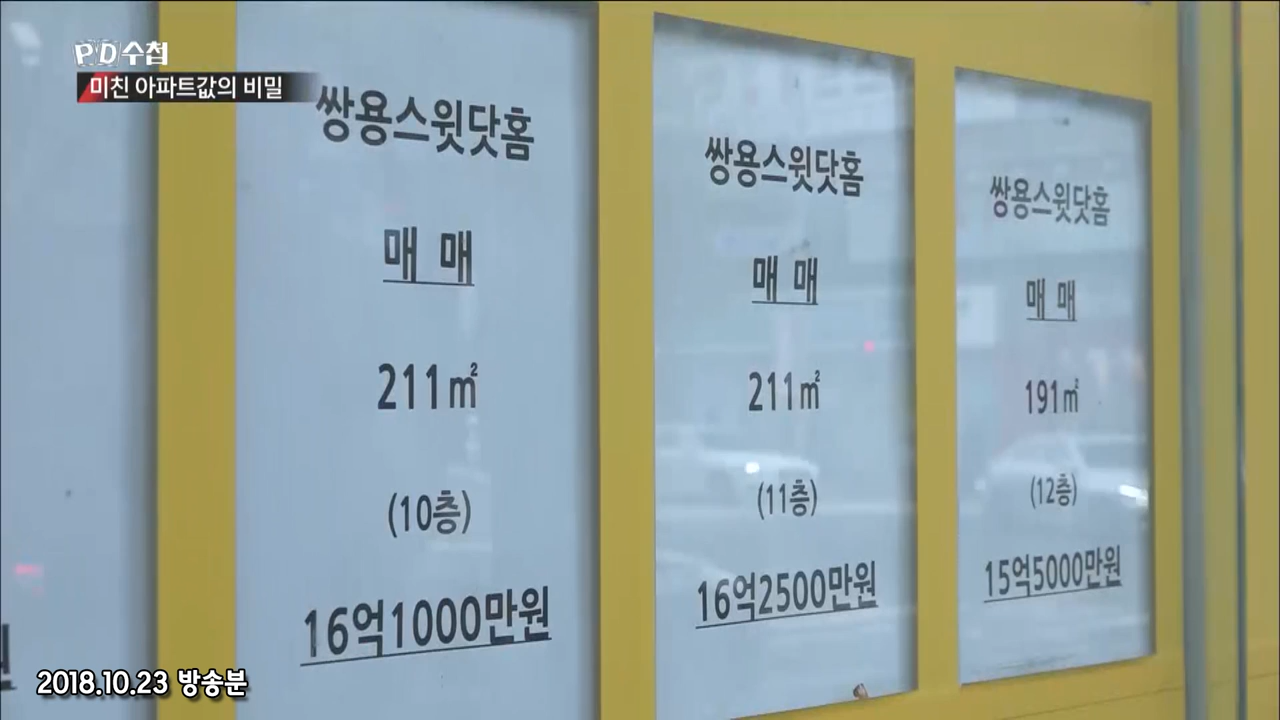 PD수첩
미친 아파트값의 비밀
쌍용스윗닷홈
매 매
211㎡
(10층)
16억1000만원
쌍용스윗닷홈
매 매
211㎡
(11층)
16억2500만원
쌍용스윗닷홈
매 매
191㎡
(12층)
15억5000만원
2018.10.23 방송분